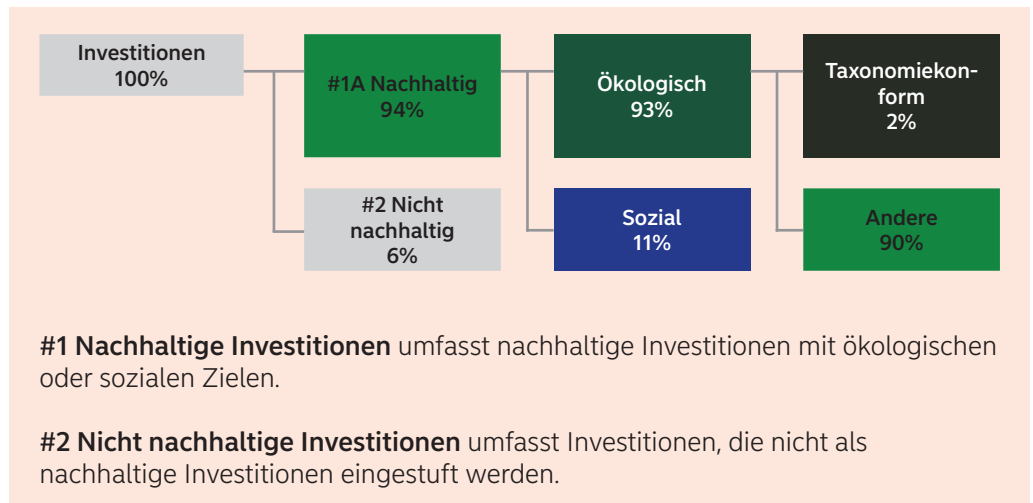 Investitionen
100%
#1A Nachhaltig
94%
Ökologisch
93%
Taxonomiekon-
form
2%
#2 Nicht
nachhaltig
6%
Sozial
11%
Andere
90%
#1 Nachhaltige Investitionen umfasst nachhaltige Investitionen mit ökologischen
oder sozialen Zielen.
#2 Nicht nachhaltige Investitionen umfasst Investitionen, die nicht als
nachhaltige Investitionen eingestuft werden.